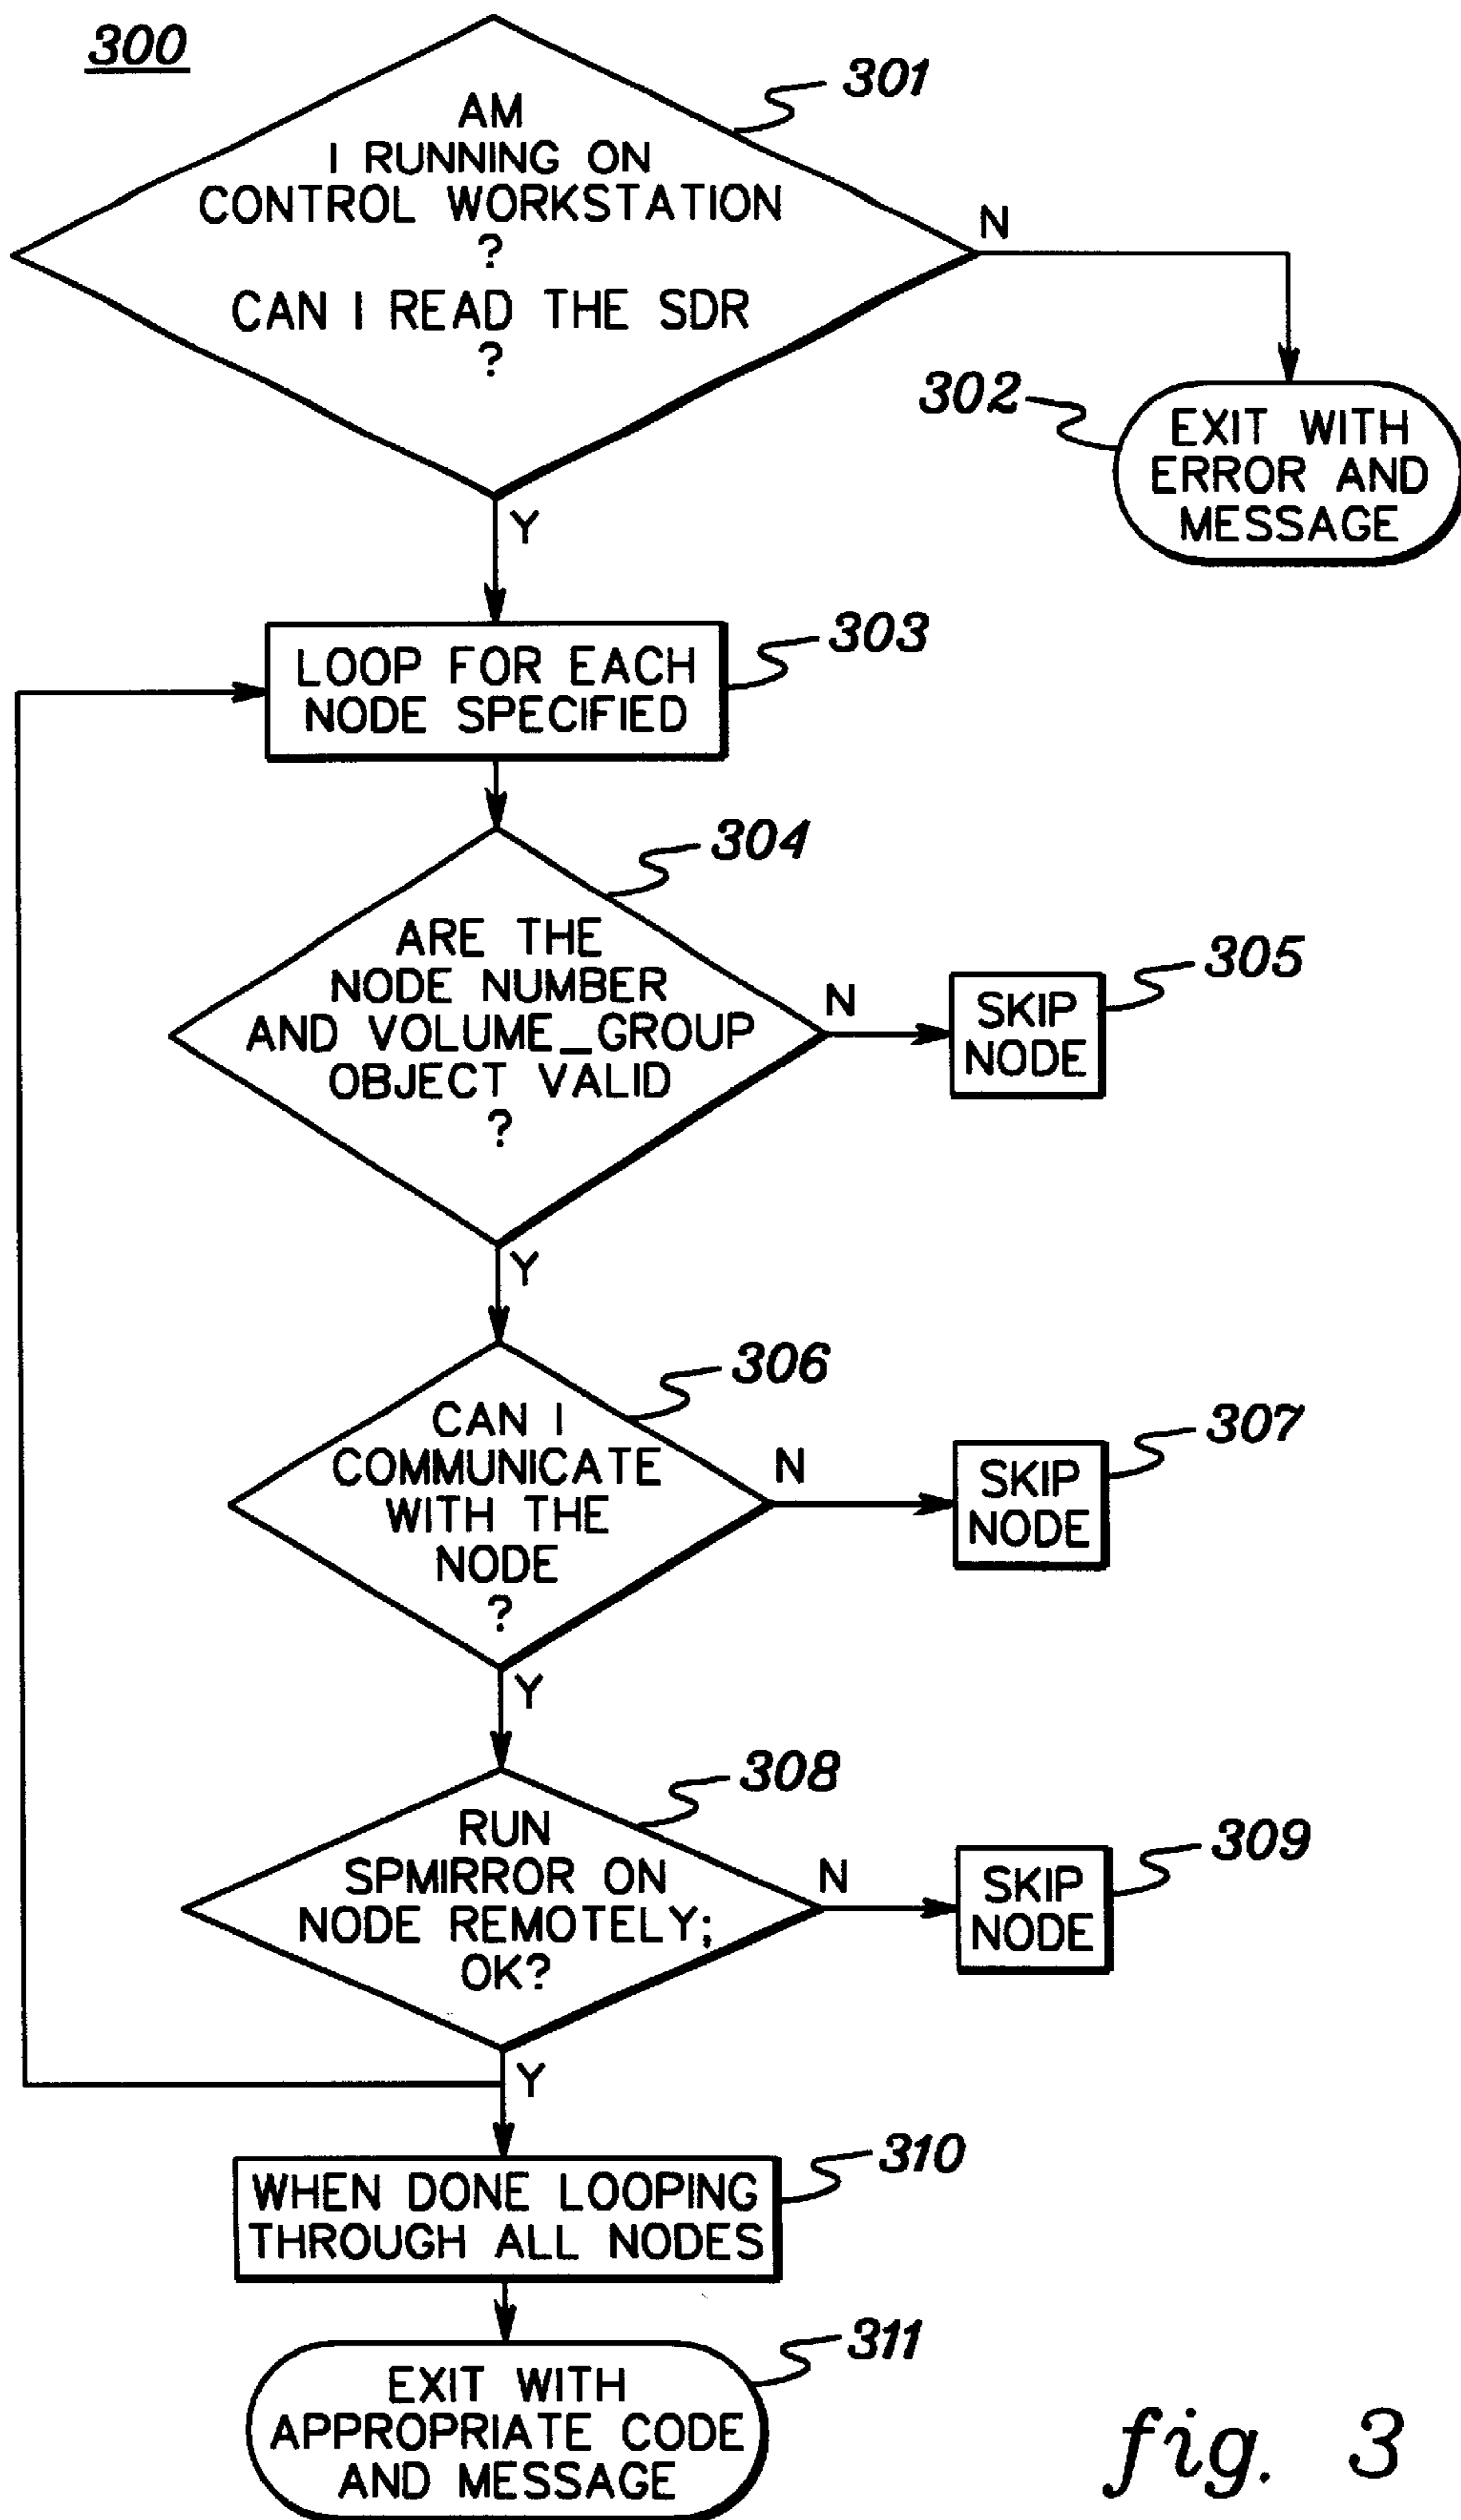 300
301
AM
I RUNNING ON
CONTROL WORKSTATION
?
CAN I READ THE SDR
?
N
302
EXIT WITH
ERROR AND
MESSAGE
Y
303
LOOP FOR EACH
NODE SPECIFIED
304
ARE THE
NODE NUMBER
AND VOLUME_GROUP
OBJECT VALID
?
N
305
SKIP
NODE
Y
306
CAN I
COMMUNICATE
WITH THE
NODE
?
N
307
SKIP
NODE
Y
308
RUN
SPMIRROR ON
NODE REMOTELY;
OK?
N
309
SKIP
NODE
Y
310
WHEN DONE LOOPING
THROUGH ALL NODES
311
EXIT WITH
APPROPRIATE CODE
AND MESSAGE
fig. 3